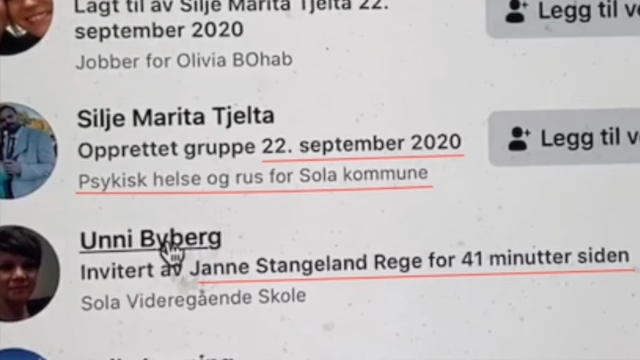 Lagt til av Silje Marita Tjelta 22.
september 2020
Jobber for Olivia BOhab
Legg til v
Silje Marita Tjelta
Opprettet gruppe 22. september 2020
Psykisk helse og rus for Sola kommune
Legg til v
Unni Byberg
Invitert av Janne Stangeland Rege for 41 minutter siden
Sola Videregående Skole